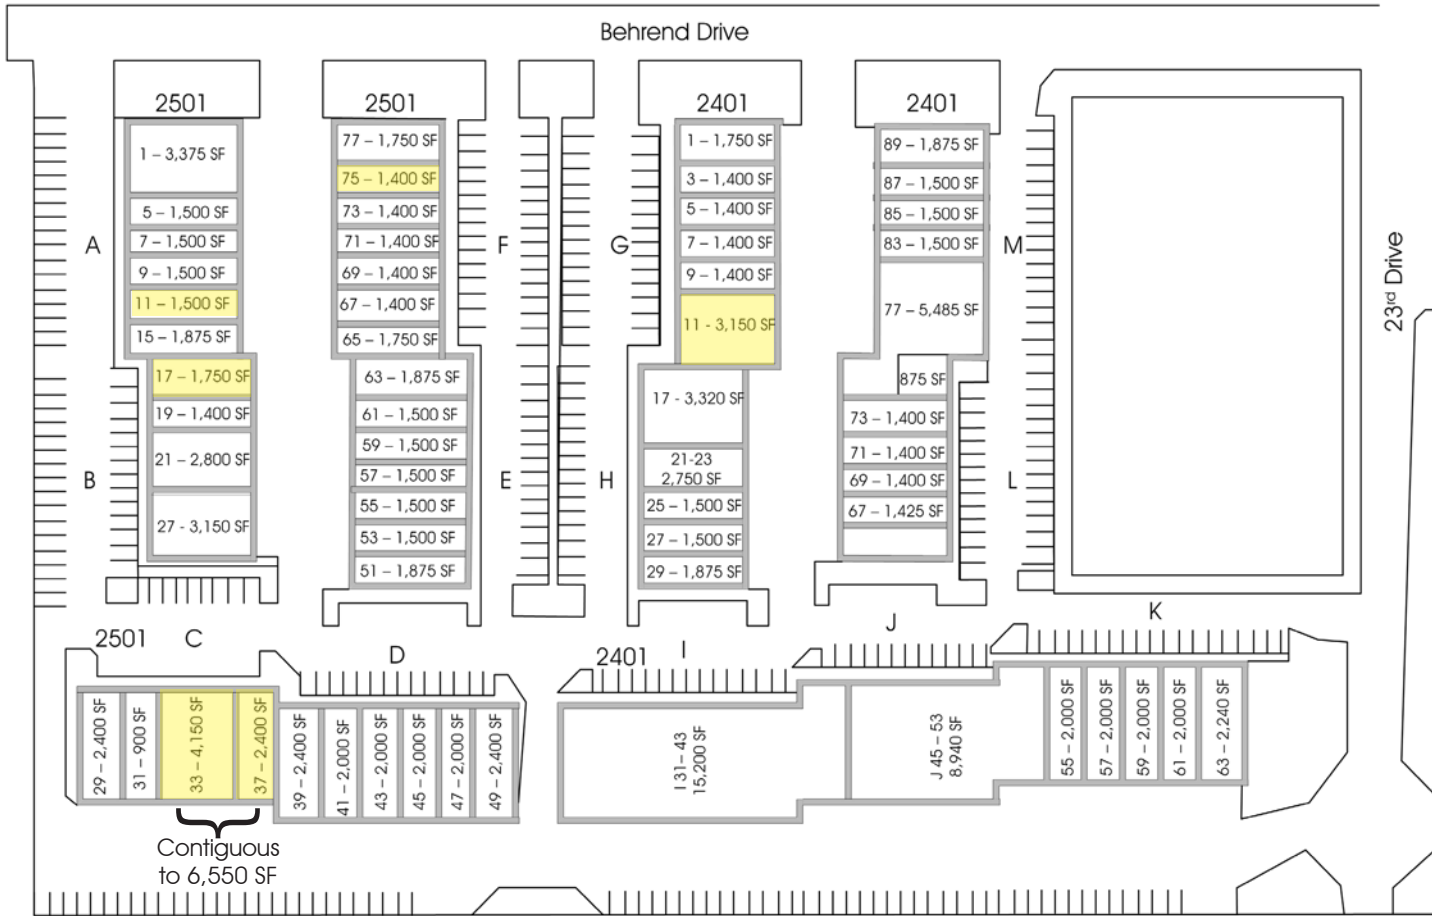 Behrend Drive
2501
2501
2401
2401
1 – 3,375 SF
5 – 1,500 SF
7 – 1,500 SF
9 – 1,500 SF
11 – 1,500 SF
15 – 1,875 SF
17 – 1,750 SF
19 – 1,400 SF
21 – 2,800 SF
27 - 3,150 SF
A
B
77 – 1,750 SF
75 – 1,400 SF
73 – 1,400 SF
71 – 1,400 SF
69 – 1,400 SF
67 – 1,400 SF
65 – 1,750 SF
63 – 1,875 SF
61 – 1,500 SF
59 – 1,500 SF
57 – 1,500 SF
55 – 1,500 SF
53 – 1,500 SF
51 – 1,875 SF
F
E
G
H
1 – 1,750 SF
3 – 1,400 SF
5 – 1,400 SF
7 – 1,400 SF
9 – 1,400 SF
11 - 3,150 SF
17 - 3,320 SF
21-23
2,750 SF
25 – 1,500 SF
27 – 1,500 SF
29 – 1,875 SF
89 – 1,875 SF
87 – 1,500 SF
85 – 1,500 SF
83 – 1,500 SF
77 – 5,485 SF
875 SF
73 – 1,400 SF
71 – 1,400 SF
69 – 1,400 SF
67 – 1,425 SF
M
L
23rd Drive
2501
C
D
2401
I
J
K
29 – 2,400 SF
31 – 900 SF
33 – 4,150 SF
37 – 2,400 SF
39 – 2,400 SF
41 – 2,000 SF
43 – 2,000 SF
45 – 2,000 SF
47 – 2,000 SF
49 – 2,400 SF
I 31– 43
15,200 SF
J 45 – 53
8,940 SF
55 – 2,000 SF
57 – 2,000 SF
59 – 2,000 SF
61 – 2,000 SF
63 – 2,240 SF
Contiguous
to 6,550 SF